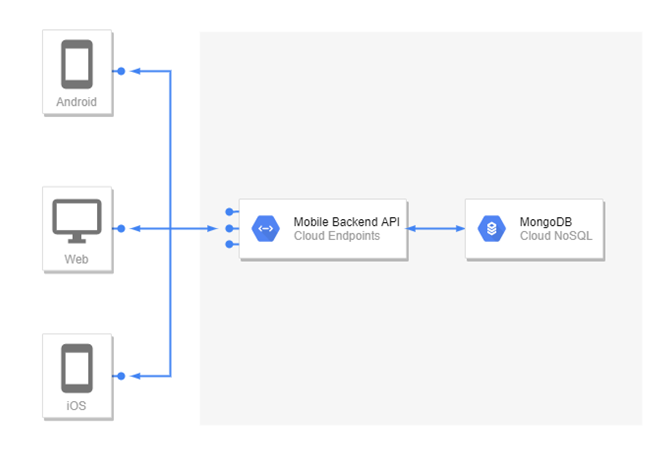 Android
Web
iOS
Mobile Backend API
Cloud Endpoints
MongoDB
Cloud NoSQL